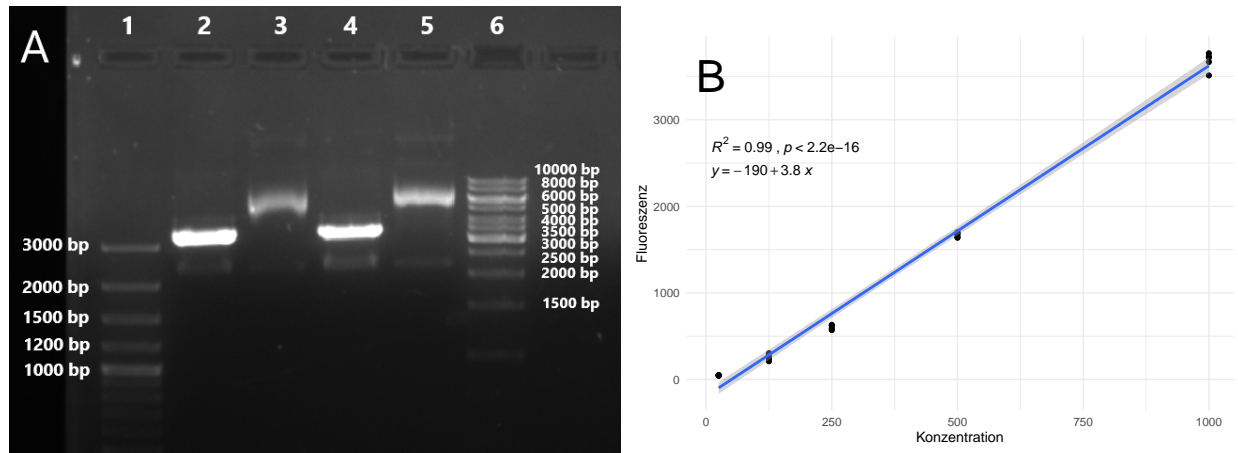 A
1 2 3 4 5 6
10000 bp
8000 bp
6000 bp
5000 bp
4000 bp
3500 bp
3000 bp
2500 bp
2000 bp
1500 bp
3000 bp
2000 bp
1500 bp
1200 bp
1000 bp
B
R² = 0.99 , p < 2.2e−16
y = − 190 + 3.8 x
Fluoreszenz
3000
2000
1000
0
0 250 500 750 1000
Konzentration